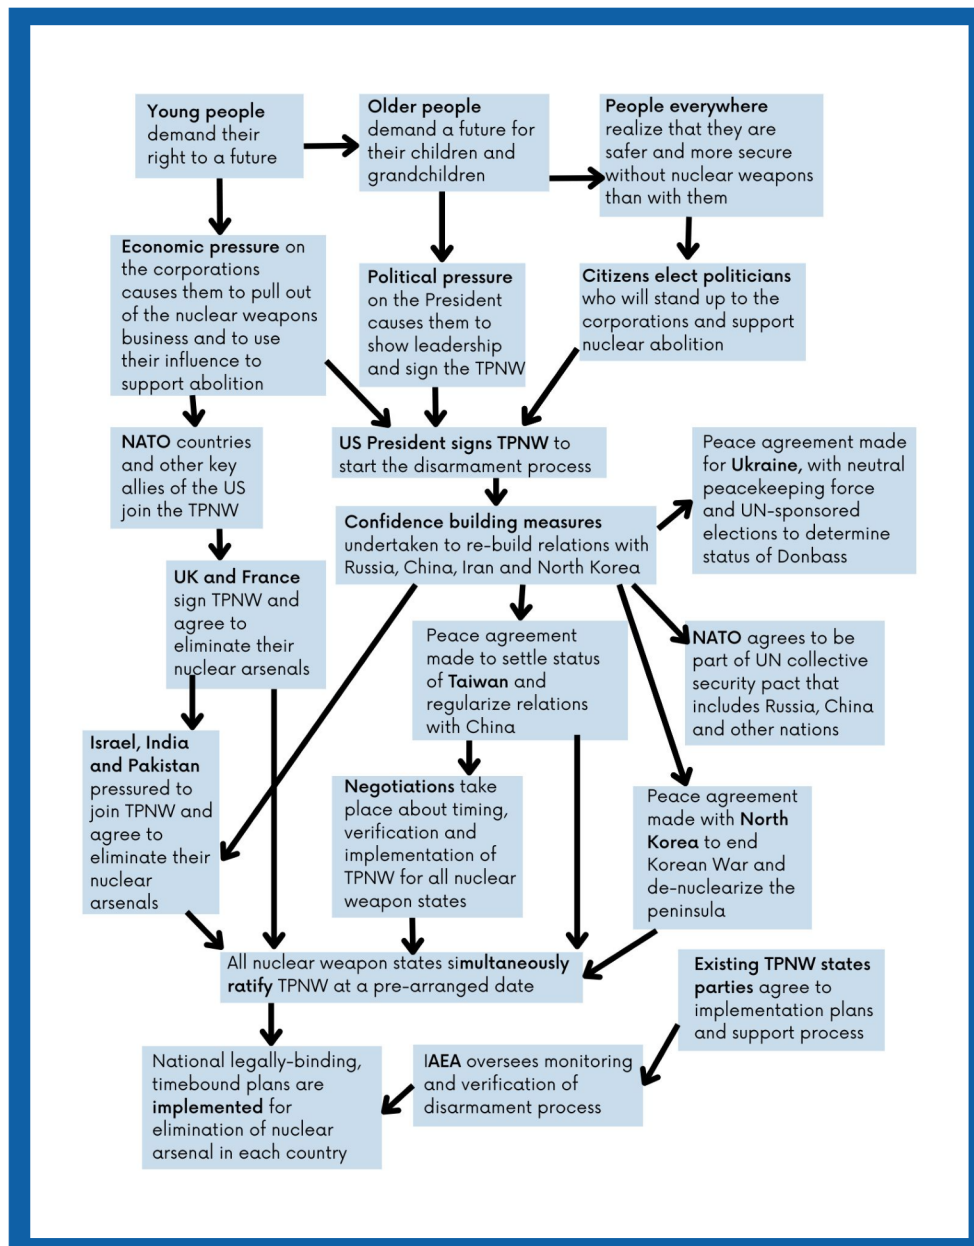 Young people
demand their
right to a future
Older people
demand a future for
their children and
grandchildren
People everywhere
realize that they are
safer and more secure
without nuclear weapons
than with them
Economic pressure on
the corporations
causes them to pull out
of the nuclear weapons
business and to use
their influence to
support abolition
Political pressure
on the President
causes them to
show leadership
and sign the TPNW
Citizens elect politicians
who will stand up to the
corporations and support
nuclear abolition
NATO countries
and other key
allies of the US
join the TPNW
US President signs TPNW to
start the disarmament process
Peace agreement made
for Ukraine, with neutral
peacekeeping force
and UN-sponsored
elections to determine
status of Donbass
Confidence building measures
undertaken to re-build relations with
Russia, China, Iran and North Korea
UK and France
sign TPNW and
agree to
eliminate their
nuclear arsenals
Peace agreement
made to settle status
of Taiwan and
regularize relations
with China
NATO agrees to be
part of UN collective
security pact that
includes Russia, China
and other nations
Israel, India
and Pakistan
pressured to
join TPNW and
agree to
eliminate their
nuclear
arsenals
Negotiations take
place about timing,
verification and
implementation of
TPNW for all nuclear
weapon states
Peace agreement
made with North
Korea to end
Korean War and
de-nuclearize the
peninsula
All nuclear weapon states simultaneously
ratify TPNW at a pre-arranged date
Existing TPNW states
parties agree to
implementation plans
and support process
National legally-binding,
timebound plans are
implemented for
elimination of nuclear
arsenal in each country
IAEA oversees monitoring
and verification of
disarmament process